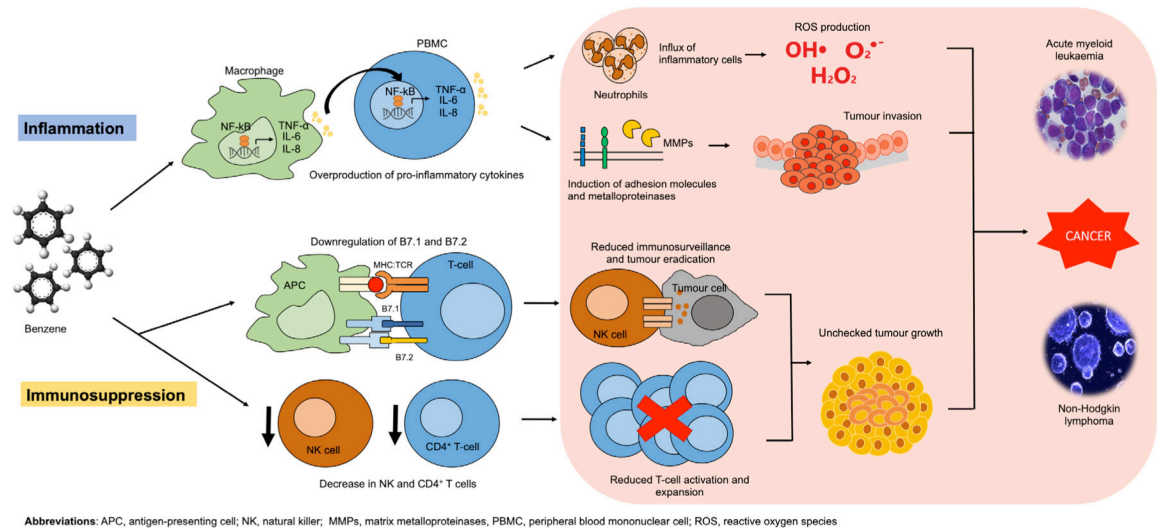 Inflammation
Benzene
Immunosuppression
Macrophage
NF-kB
TNF-α
IL-6
IL-8
PBMC
NF-kB
TNF-α
IL-6
IL-8
Overproduction of pro-inflammatory cytokines
Neutrophils
Influx of
inflammatory cells
ROS production
OH• O₂•⁻
H₂O₂
MMPs
Induction of adhesion molecules
and metalloproteinases
Tumour invasion
Downregulation of B7.1 and B7.2
MHC:TCR
T-cell
APC
B7.1
B7.2
Reduced immunosurveillance
and tumour eradication
Tumour cell
NK cell
NK cell
CD4⁺ T-cell
Decrease in NK and CD4⁺ T cells
Reduced T-cell activation and
expansion
Unchecked tumour growth
Acute myeloid
leukaemia
CANCER
Non-Hodgkin
lymphoma
Abbreviations: APC, antigen-presenting cell; NK, natural killer; MMPs, matrix metalloproteinases, PBMC, peripheral blood mononuclear cell; ROS, reactive oxygen species